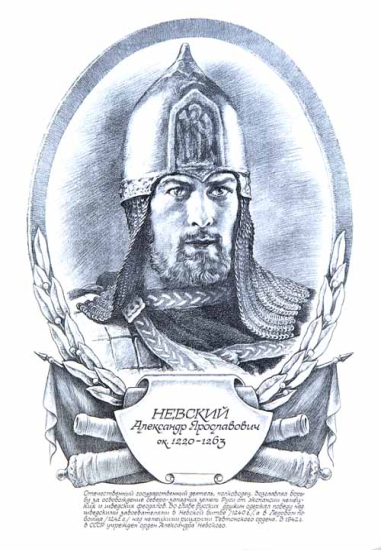 НЕВСКИЙ
Александр Ярославович
ок. 1220-1263
Отечественный государственный деятель, полководец, возглавлял борь-
бу за освобождение северо-запада земель Руси от экспансии немец-
ких и шведских феодалов. Во главе русских дружин одержал победу над
шведскими завоевателями в Невской битве /1240 г./, в Ледовом по-
боище /1242 г./ над немецкими рыцарями Тевтонского ордена. В 1942 г.
в СССР учрежден орден Александра Невского.